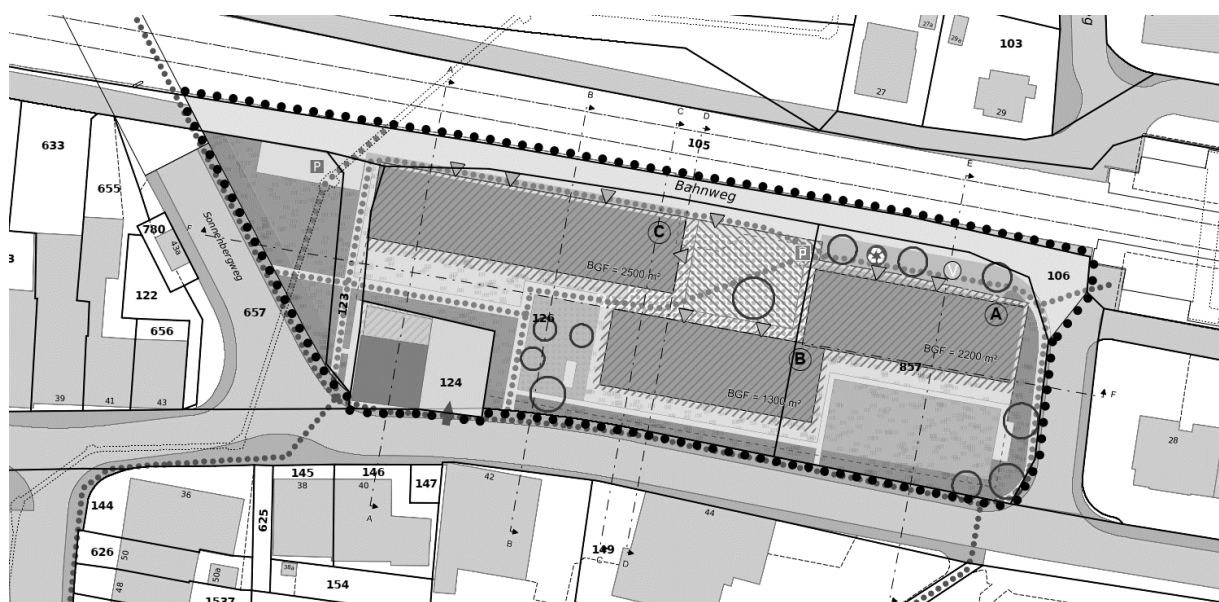 27a
29a
103
27
29
A
B
C
D
105
E
633
655
P
Bahnweg
Sonnenbergweg
F
780
43a
C
P
V
106
BGF = 2500 m²
122
657
123
126
A
656
B
BGF = 2200 m²
857
124
BGF = 1300 m²
F
39
41
43
28
145
146
147
42
38
40
36
44
144
A
625
B
626
50
149
C
D
50a
38a
48
154
1537